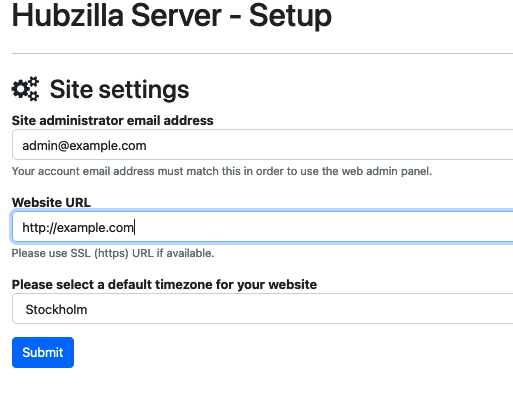 Hubzilla Server - Setup
Site settings
Site administrator email address
admin@example.com
Your account email address must match this in order to use the web admin panel.
Website URL
http://example.com
Please use SSL (https) URL if available.
Please select a default timezone for your website
Stockholm
Submit